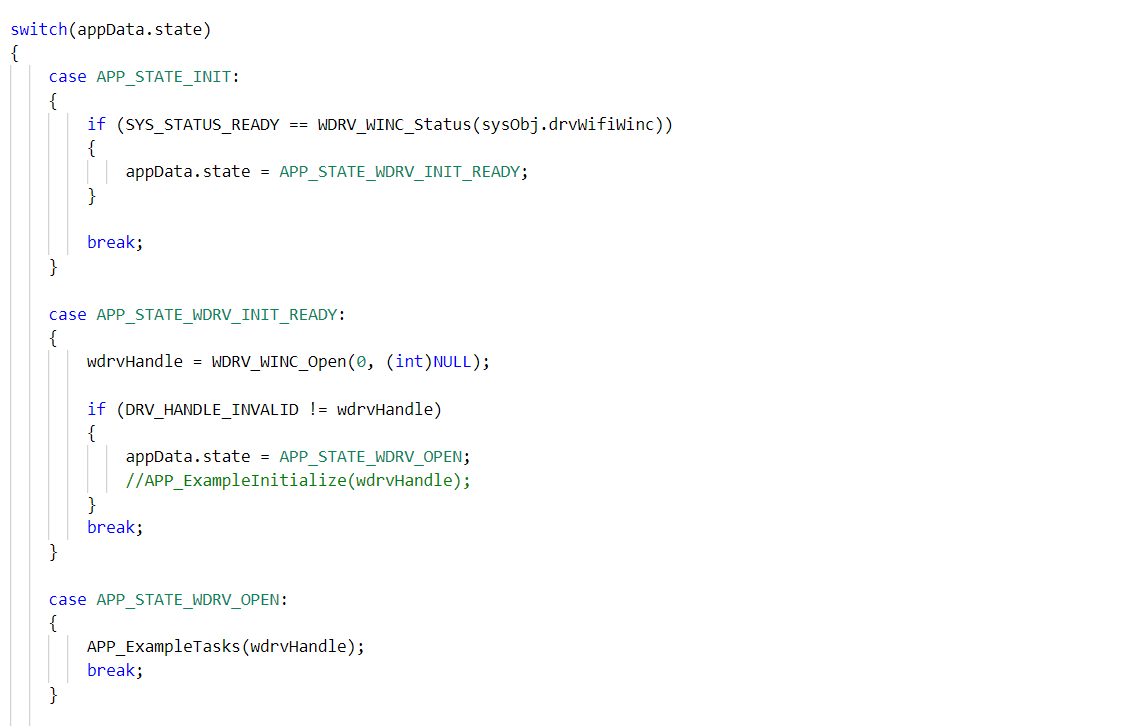 switch(appData.state)
{
case APP_STATE_INIT:
{
if (SYS_STATUS_READY == WDRV_WINC_Status(sysObj.drvWifiWinc))
{
appData.state = APP_STATE_WDRV_INIT_READY;
}
break;
}
case APP_STATE_WDRV_INIT_READY:
{
wdrvHandle = WDRV_WINC_Open(0, (int)NULL);
if (DRV_HANDLE_INVALID != wdrvHandle)
{
appData.state = APP_STATE_WDRV_OPEN;
//APP_ExampleInitialize(wdrvHandle);
}
break;
}
case APP_STATE_WDRV_OPEN:
{
APP_ExampleTasks(wdrvHandle);
break;
}